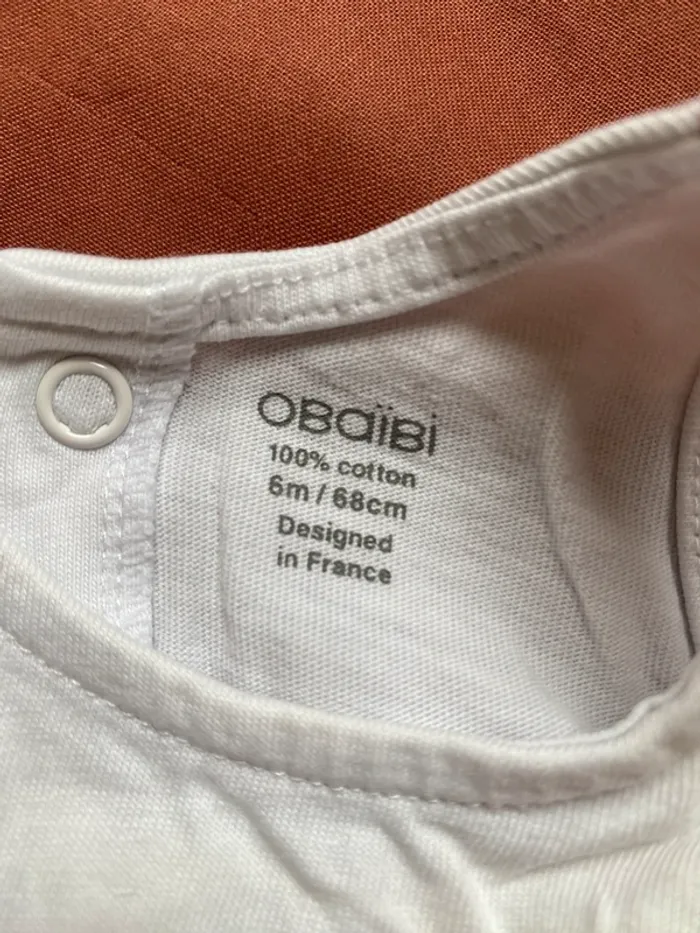 OBaïBi
100% cotton
6m / 68cm
Designed
in France